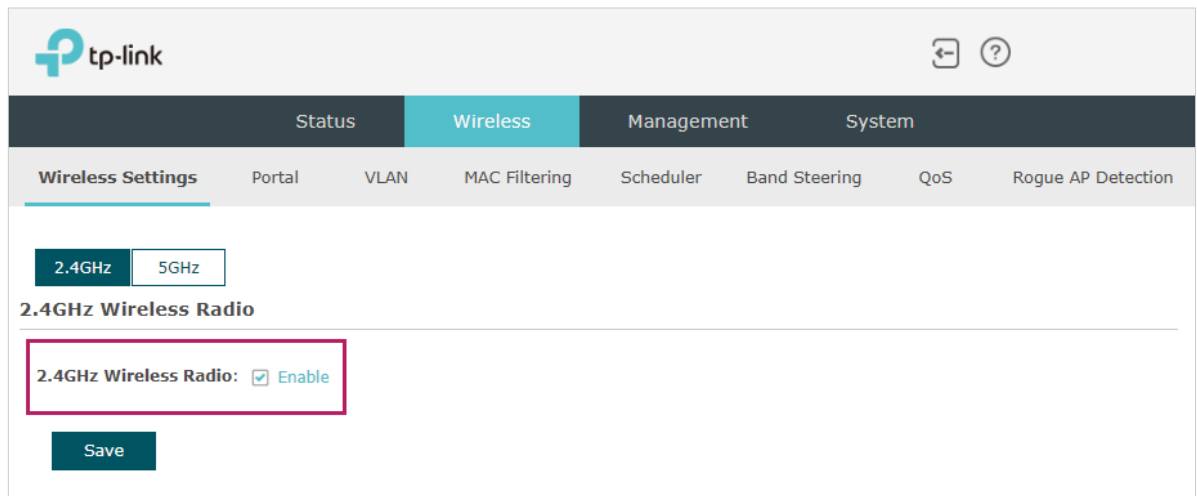 tp-link
Status Wireless Management System
Wireless Settings Portal VLAN MAC Filtering Scheduler Band Steering QoS Rogue AP Detection
2.4GHz 5GHz
2.4GHz Wireless Radio
2.4GHz Wireless Radio: Enable
Save